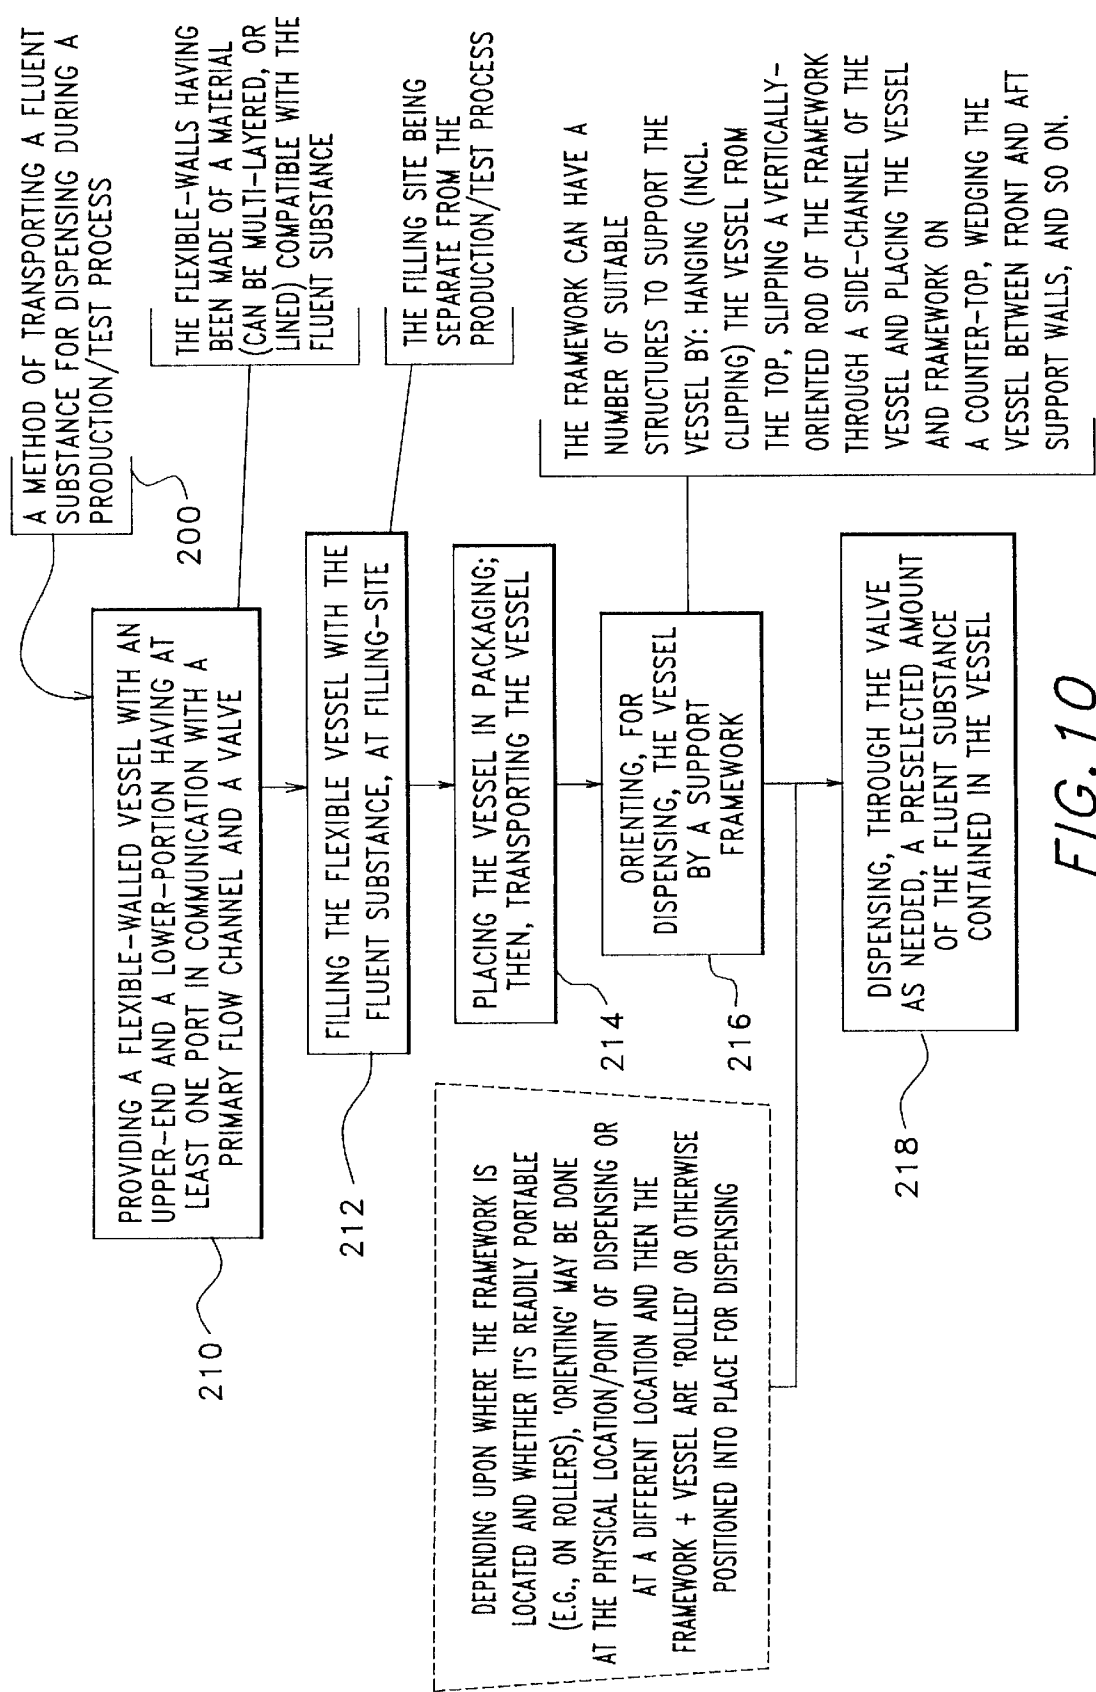 A METHOD OF TRANSPORTING A FLUENT
SUBSTANCE FOR DISPENSING DURING A
PRODUCTION/TEST PROCESS
200
PROVIDING A FLEXIBLE-WALLED VESSEL WITH AN
UPPER-END AND A LOWER-PORTION HAVING AT
LEAST ONE PORT IN COMMUNICATION WITH A
PRIMARY FLOW CHANNEL AND A VALVE
210
THE FLEXIBLE-WALLS HAVING
BEEN MADE OF A MATERIAL
(CAN BE MULTI-LAYERED, OR
LINED) COMPATIBLE WITH THE
FLUENT SUBSTANCE
FILLING THE FLEXIBLE VESSEL WITH THE
FLUENT SUBSTANCE, AT FILLING-SITE
212
THE FILLING SITE BEING
SEPARATE FROM THE
PRODUCTION/TEST PROCESS
PLACING THE VESSEL IN PACKAGING;
THEN, TRANSPORTING THE VESSEL
214
ORIENTING, FOR
DISPENSING, THE VESSEL
BY A SUPPORT
FRAMEWORK
216
THE FRAMEWORK CAN HAVE A
NUMBER OF SUITABLE
STRUCTURES TO SUPPORT THE
VESSEL BY: HANGING (INCL.
CLIPPING) THE VESSEL FROM
THE TOP, SLIPPING A VERTICALLY-
ORIENTED ROD OF THE FRAMEWORK
THROUGH A SIDE-CHANNEL OF THE
VESSEL AND PLACING THE VESSEL
AND FRAMEWORK ON
A COUNTER-TOP, WEDGING THE
VESSEL BETWEEN FRONT AND AFT
SUPPORT WALLS, AND SO ON.
DEPENDING UPON WHERE THE FRAMEWORK IS
LOCATED AND WHETHER IT'S READILY PORTABLE
(E.G., ON ROLLERS), 'ORIENTING' MAY BE DONE
AT THE PHYSICAL LOCATION/POINT OF DISPENSING OR
AT A DIFFERENT LOCATION AND THEN THE
FRAMEWORK + VESSEL ARE 'ROLLED' OR OTHERWISE
POSITIONED INTO PLACE FOR DISPENSING
DISPENSING, THROUGH THE VALVE
AS NEEDED, A PRESELECTED AMOUNT
OF THE FLUENT SUBSTANCE
CONTAINED IN THE VESSEL
218
FIG. 10